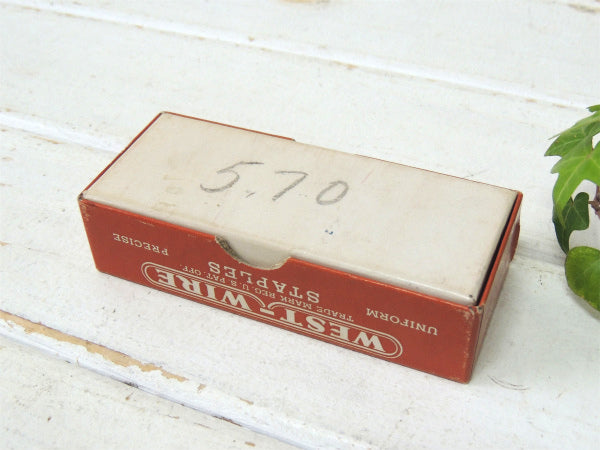 5.70
WEST-WIRE
TRADE MARK REG. U.S. PAT. OFF.
STAPLES
UNIFORM
PRECISE